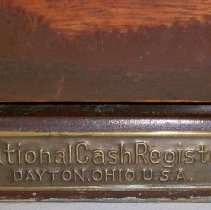 ationalCashRegist
DAYTON, OHIO. U.S.A.